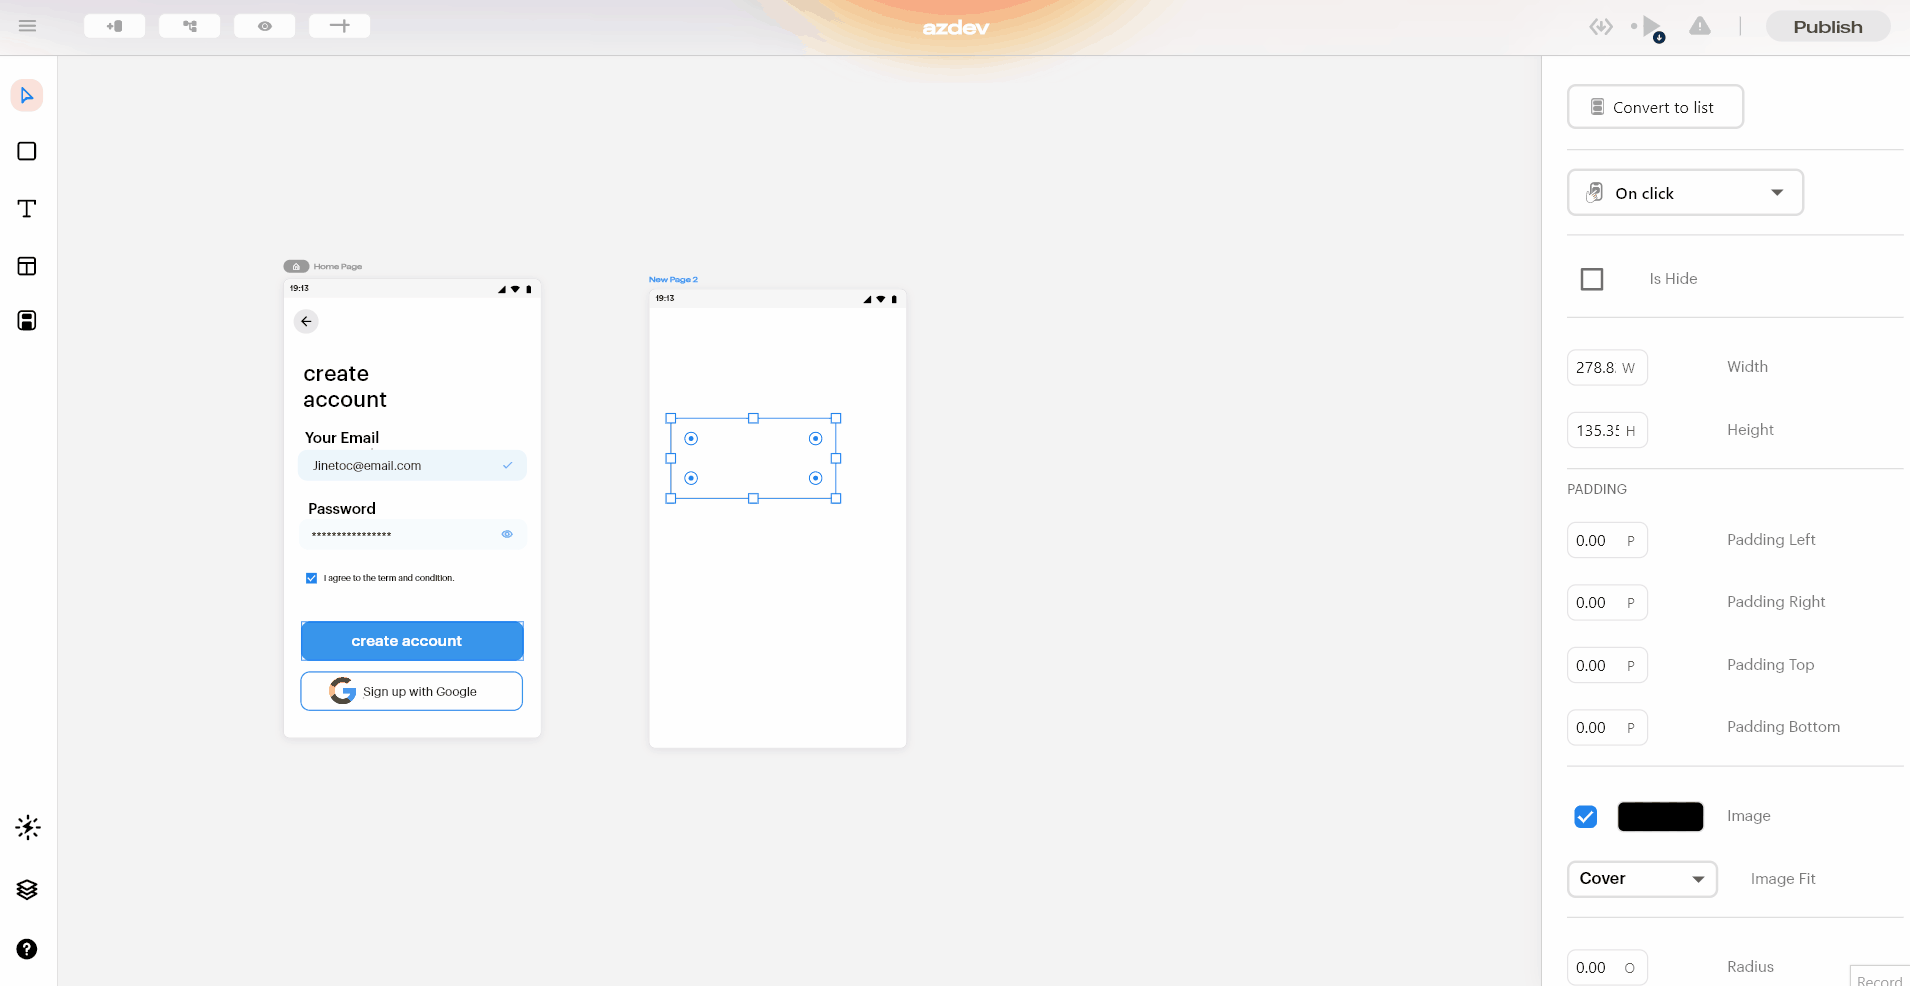 azdev
Publish
Convert to list
On click
Is Hide
278.8 W
Width
135.35 H
Height
PADDING
0.00 P
Padding Left
0.00 P
Padding Right
0.00 P
Padding Top
0.00 P
Padding Bottom
Image
Cover
Image Fit
0.00 O
Radius
Record
Home Page
19:13
create
account
Your Email
Jinetoc@email.com
Password
****************
I agree to the term and condition.
create account
G Sign up with Google
New Page 2
19:13